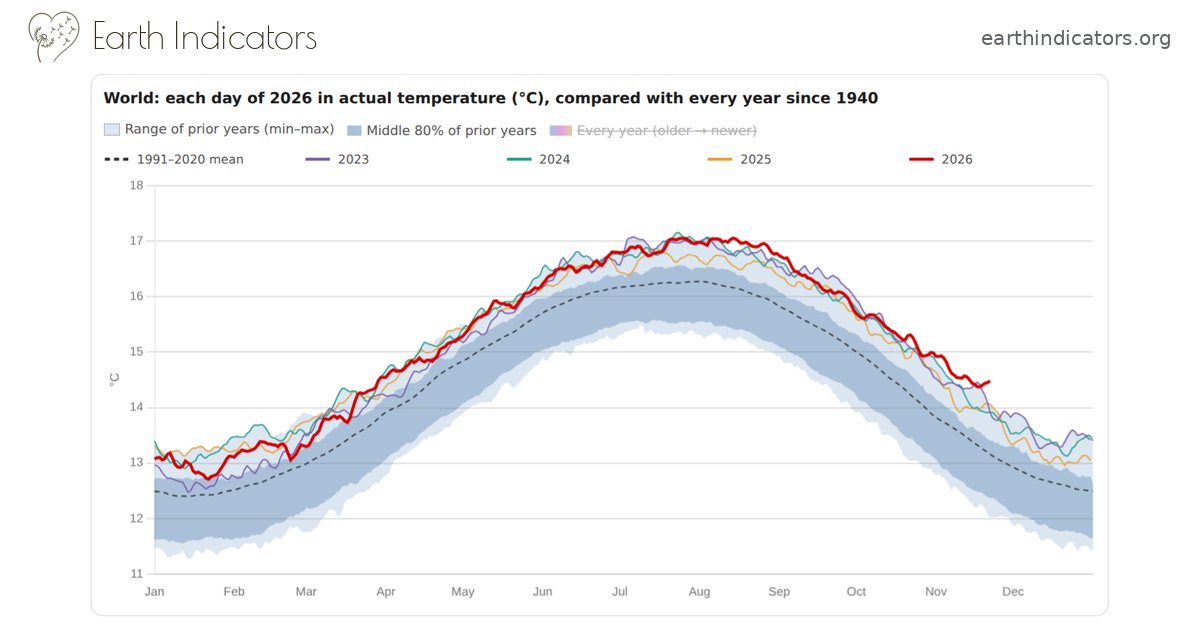 Earth Indicators
earthindicators.org
World: each day of 2026 in actual temperature (°C), compared with every year since 1940
Range of prior years (min–max) Middle 80% of prior years Every year (older → newer)
1991–2020 mean 2023 2024 2025 2026
18
17
16
15
14
13
12
11
°C
Jan Feb Mar Apr May Jun Jul Aug Sep Oct Nov Dec